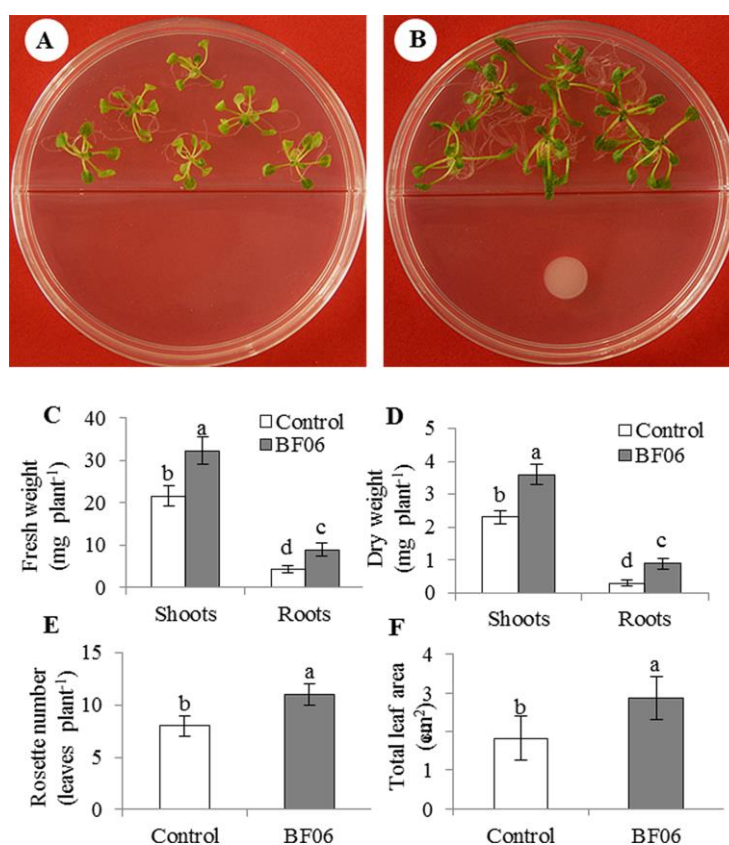 A
B
C
Fresh weight
(mg plant-1)
40
30
20
10
0
Control
BF06
b
a
d
c
Shoots
Roots
D
Dry weight
(mg plant-1)
5
4
3
2
1
0
Control
BF06
b
a
d
c
Shoots
Roots
E
Rosette number
(leaves plant-1)
15
10
5
0
b
a
Control
BF06
F
Total leaf area
(cm2)
4
3
2
1
0
b
a
Control
BF06